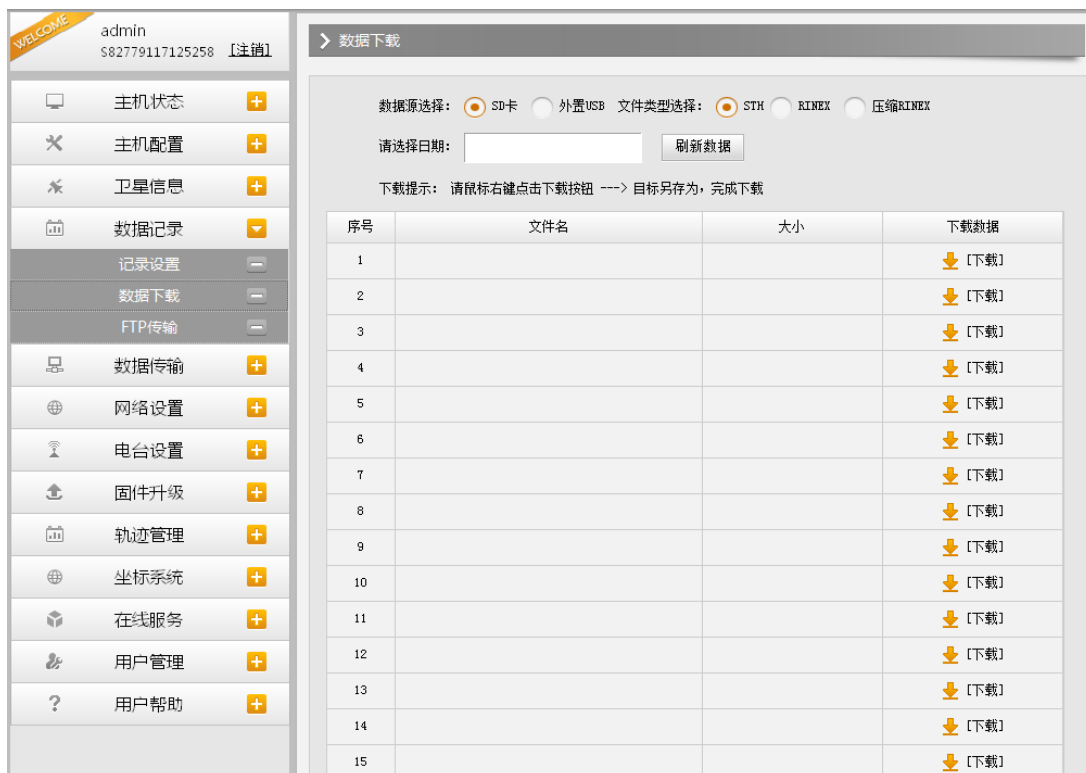 WELCOME
admin
S82779117125258 [注销]
主机状态
主机配置
卫星信息
数据记录
记录设置
数据下载
FTP传输
数据传输
网络设置
电台设置
固件升级
轨迹管理
坐标系统
在线服务
用户管理
用户帮助
数据下载
数据源选择: SD卡 外置USB 文件类型选择: STH RINEX 压缩RINEX
请选择日期: 刷新数据
下载提示: 请鼠标右键点击下载按钮 ---> 目标另存为, 完成下载
序号 文件名 大小 下载数据
1 [下载]
2 [下载]
3 [下载]
4 [下载]
5 [下载]
6 [下载]
7 [下载]
8 [下载]
9 [下载]
10 [下载]
11 [下载]
12 [下载]
13 [下载]
14 [下载]
15 [下载]